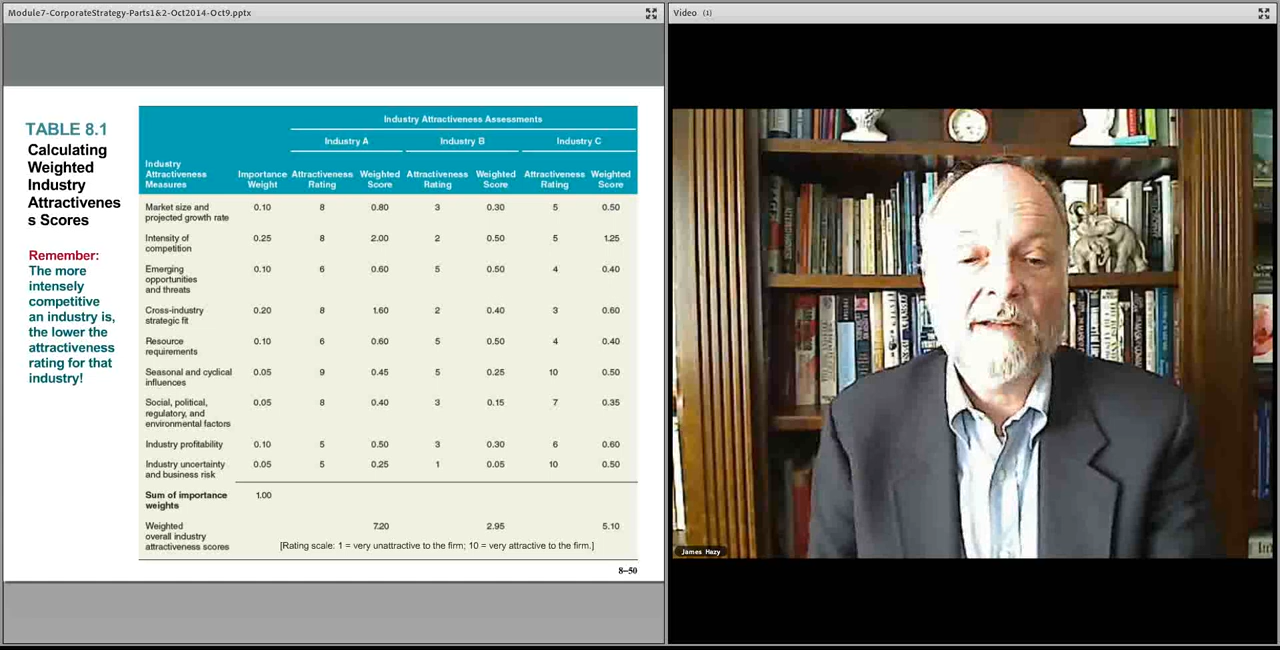 Module7-CorporateStrategy-Parts1&2-Oct2014-Oct9.pptx
Video (1)
TABLE 8.1
Calculating
Weighted
Industry
Attractivenes
s Scores
Remember:
The more
intensely
competitive
an industry is,
the lower the
attractiveness
rating for that
industry!
Industry Attractiveness Assessments
Industry A Industry B Industry C
Industry
Attractiveness
Measures
Importance Attractiveness Weighted Attractiveness Weighted Attractiveness Weighted
Weight Rating Score Rating Score Rating Score
Market size and
projected growth rate
0.10 8 0.80 3 0.30 5 0.50
Intensity of
competition
0.25 8 2.00 2 0.50 5 1.25
Emerging
opportunities
and threats
0.10 6 0.60 5 0.50 4 0.40
Cross-industry
strategic fit
0.20 8 1.60 2 0.40 3 0.60
Resource
requirements
0.10 6 0.60 5 0.50 4 0.40
Seasonal and cyclical
influences
0.05 9 0.45 5 0.25 10 0.50
Social, political,
regulatory, and
environmental factors
0.05 8 0.40 3 0.15 7 0.35
Industry profitability 0.10 5 0.50 3 0.30 6 0.60
Industry uncertainty
and business risk
0.05 5 0.25 1 0.05 10 0.50
Sum of importance
weights
1.00
Weighted
overall industry
attractiveness scores
7.20 2.95 5.10
[Rating scale: 1 = very unattractive to the firm; 10 = very attractive to the firm.]
8–50
James Hazy